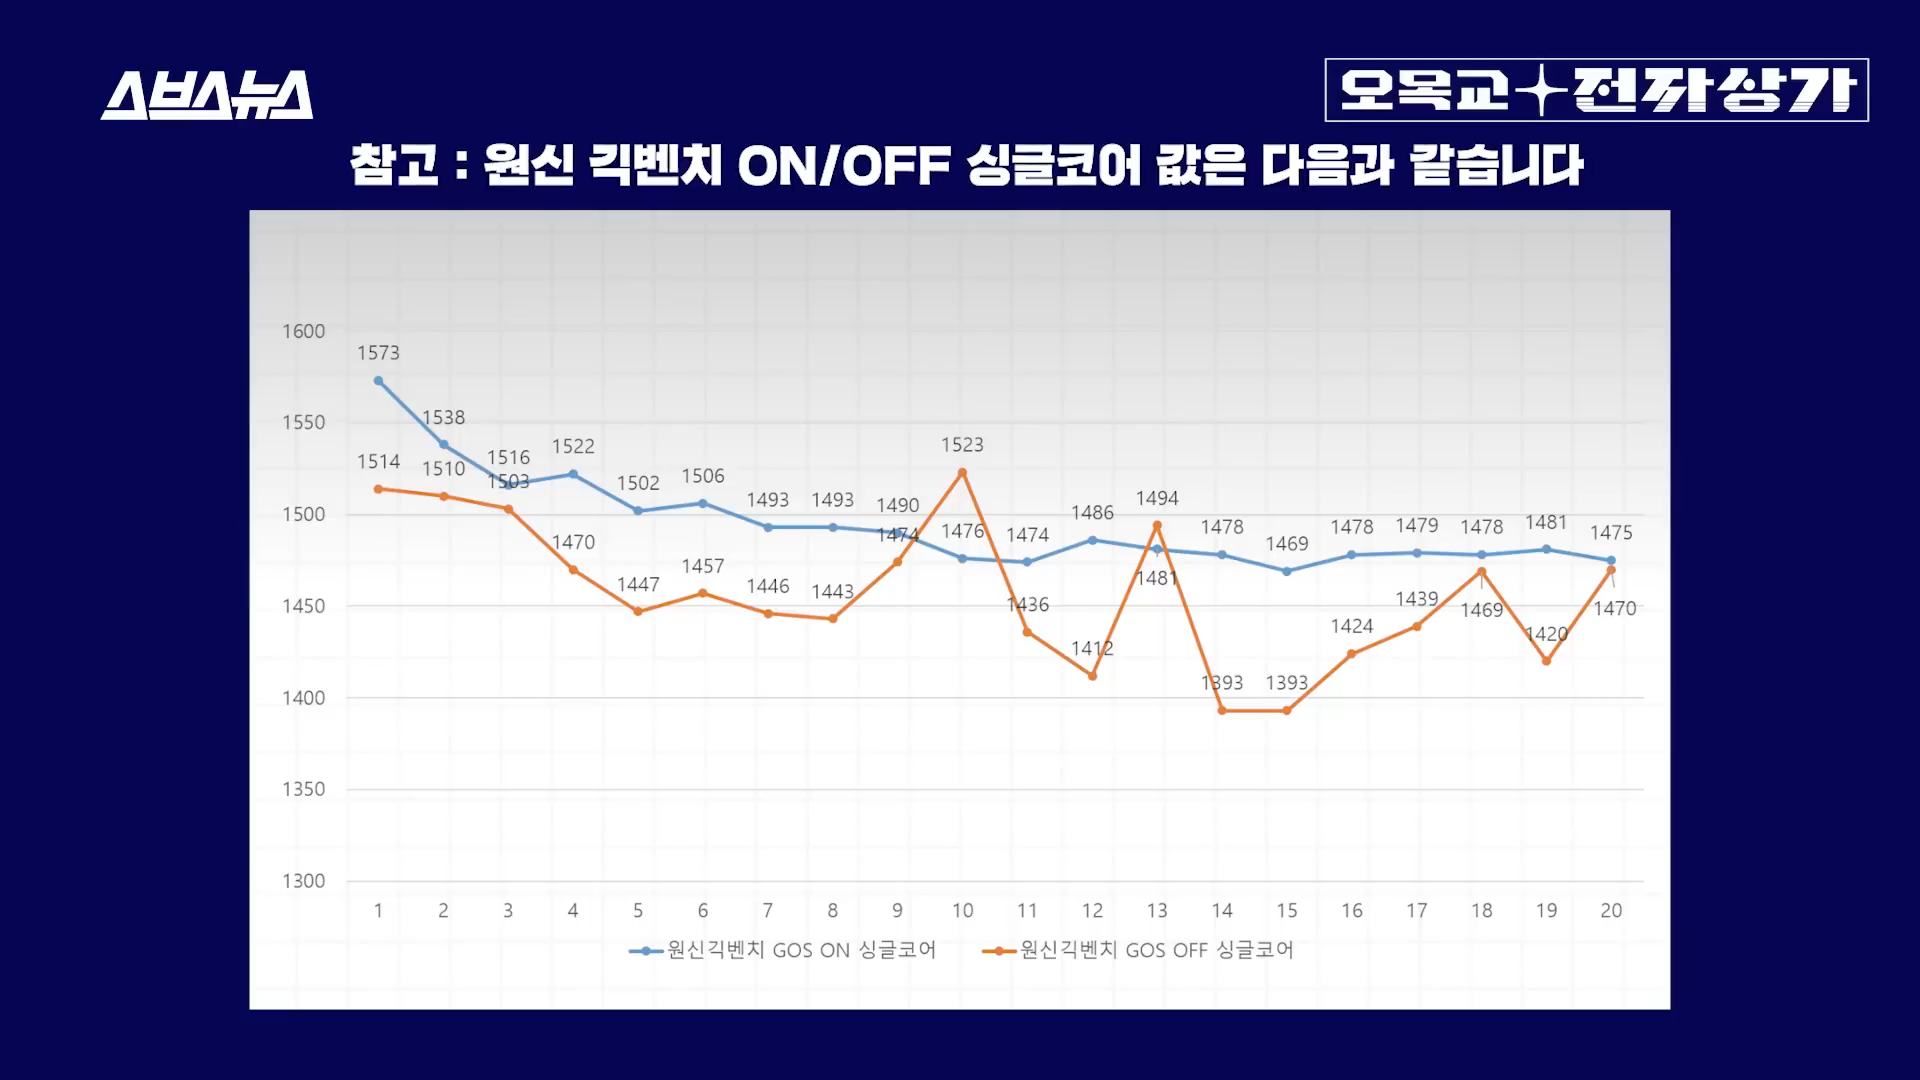 스브스뉴스
오목교 전자상가
참고 : 원신 긱벤치 ON/OFF 싱글코어 값은 다음과 같습니다
1600
1550
1500
1450
1400
1350
1300
1573 1538 1516 1522 1502 1506 1493 1493 1490 1476 1474 1486 1481 1478 1469 1478 1479 1478 1481 1475
1514 1510 1503 1470 1447 1457 1446 1443 1474 1523 1436 1412 1494 1393 1393 1424 1439 1469 1420 1470
1 2 3 4 5 6 7 8 9 10 11 12 13 14 15 16 17 18 19 20
원신긱벤치 GOS ON 싱글코어 원신긱벤치 GOS OFF 싱글코어